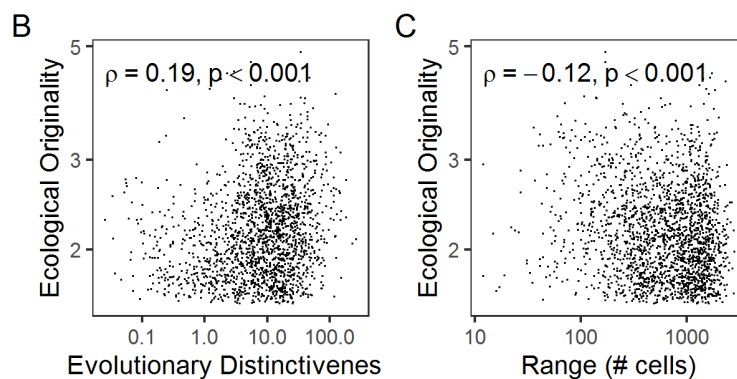 B
5
ρ = 0.19, p < 0.001
3
2
Ecological Originality
0.1 1.0 10.0 100.0
Evolutionary Distinctivenes
C
5
ρ = −0.12, p < 0.001
3
2
Ecological Originality
10 100 1000
Range (# cells)